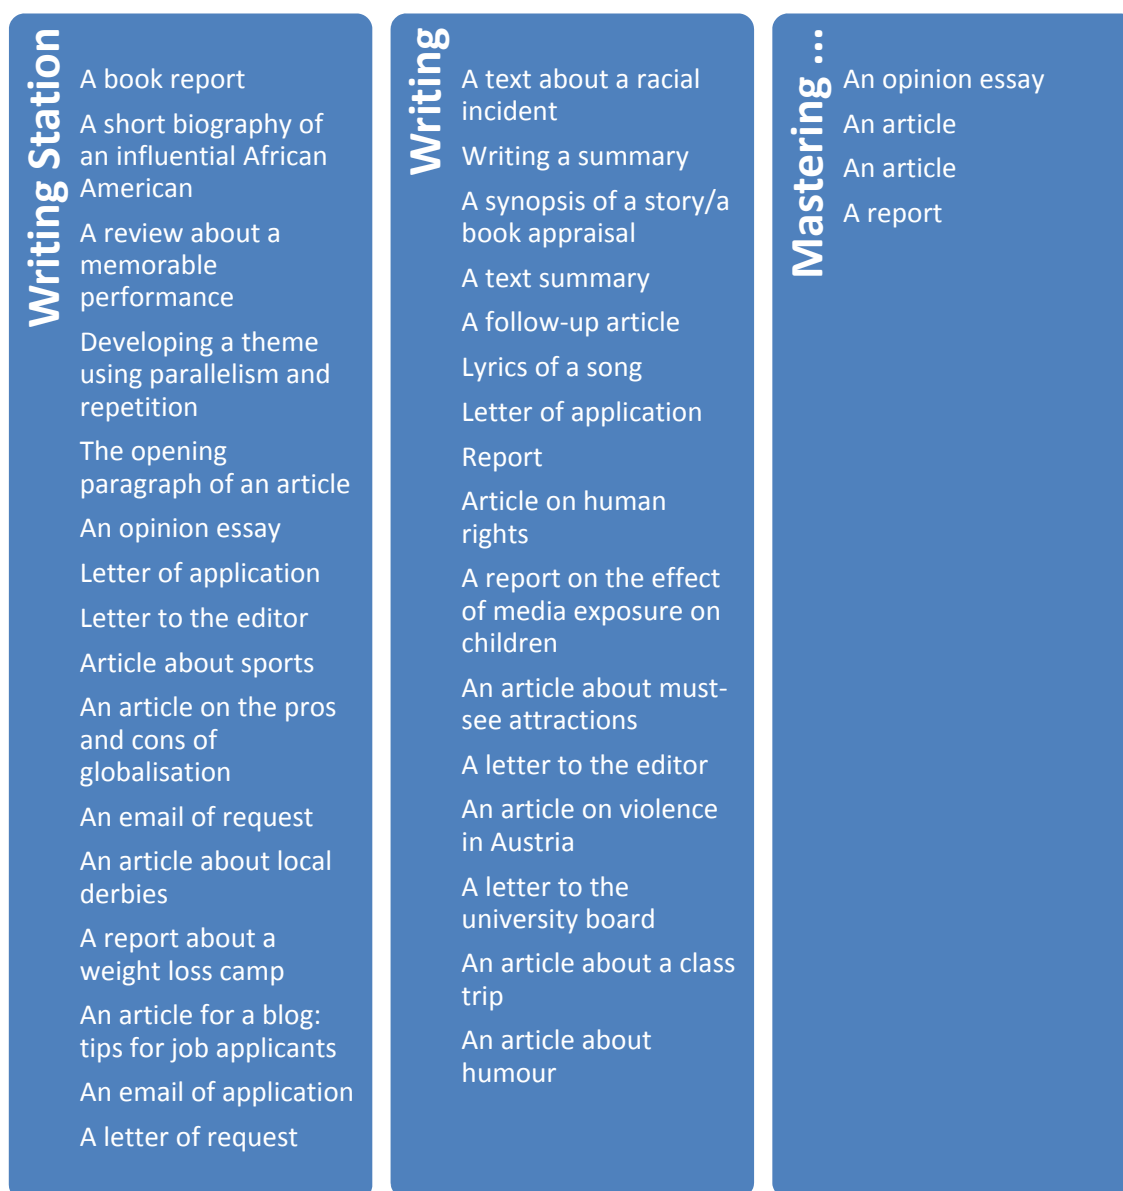 Writing Station
A book report
A short biography of
an influential African
American
A review about a
memorable
performance
Developing a theme
using parallelism and
repetition
The opening
paragraph of an article
An opinion essay
Letter of application
Letter to the editor
Article about sports
An article on the pros
and cons of
globalisation
An email of request
An article about local
derbies
A report about a
weight loss camp
An article for a blog:
tips for job applicants
An email of application
A letter of request
Writing
A text about a racial
incident
Writing a summary
A synopsis of a story/a
book appraisal
A text summary
A follow-up article
Lyrics of a song
Letter of application
Report
Article on human
rights
A report on the effect
of media exposure on
children
An article about must-
see attractions
A letter to the editor
An article on violence
in Austria
A letter to the
university board
An article about a class
trip
An article about
humour
Mastering ...
An opinion essay
An article
An article
A report